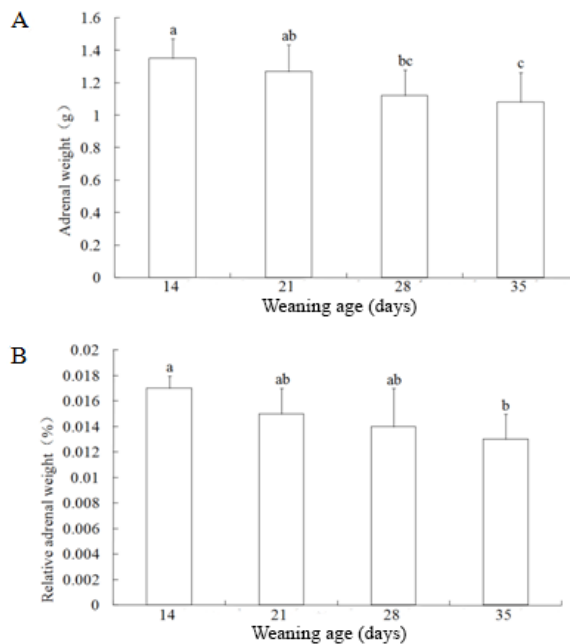 A
1.6
1.4
1.2
1
0.8
0.6
0.4
0.2
0
Adrenal weight（g）
a
ab
bc
c
14
21
28
35
Weaning age (days)
B
0.02
0.018
0.016
0.014
0.012
0.01
0.008
0.006
0.004
0.002
0
Relative adrenal weight（%）
a
ab
ab
b
14
21
28
35
Weaning age (days)